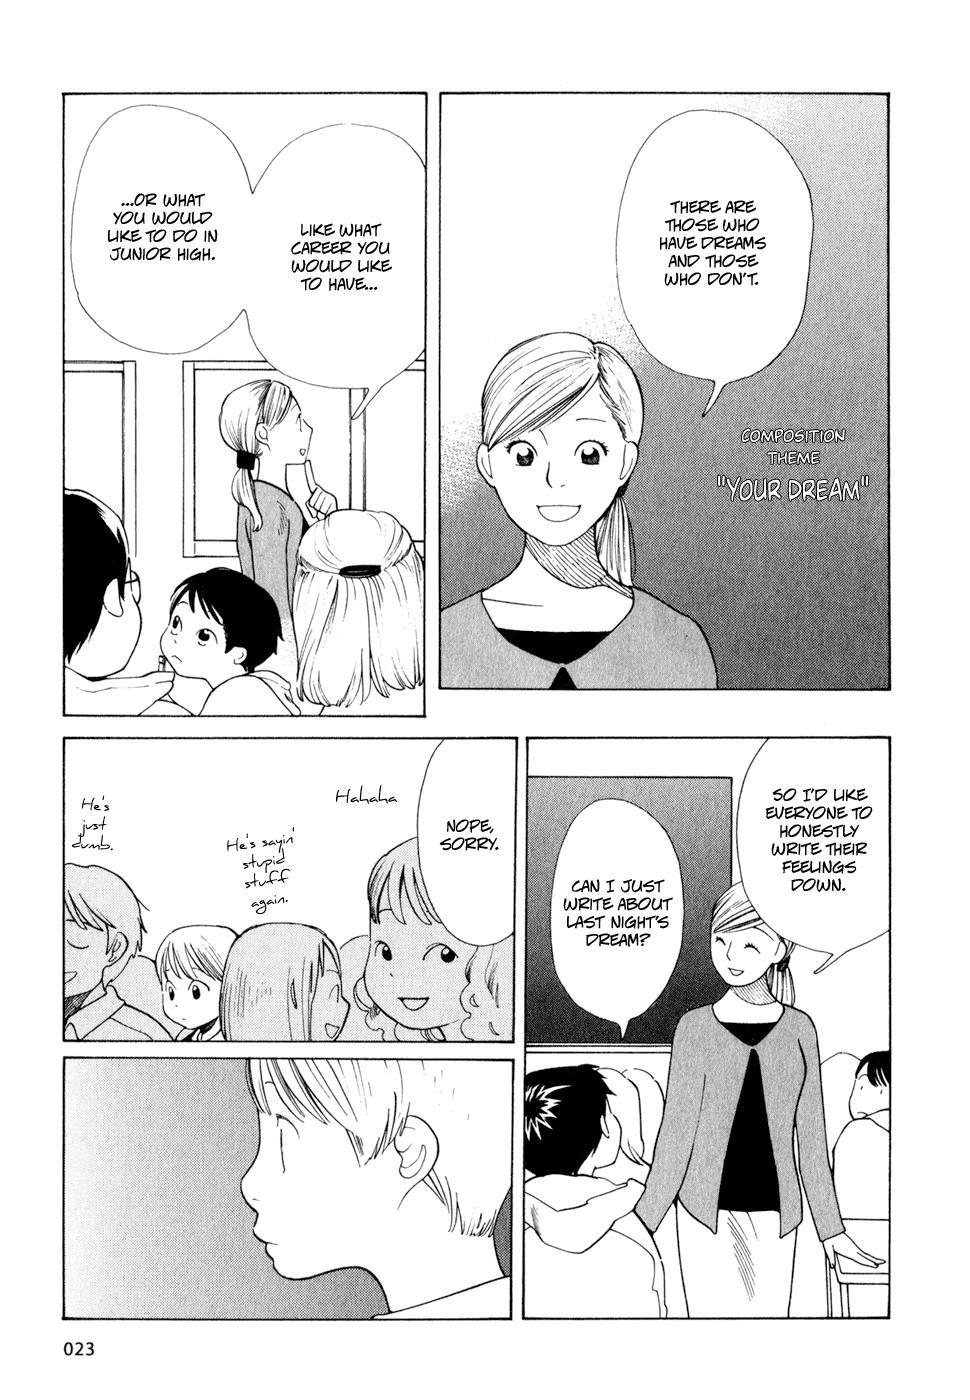 THERE ARE
THOSE WHO
HAVE DREAMS
AND THOSE
WHO DON'T.
COMPOSITION
THEME
"YOUR DREAM"
LIKE WHAT
CAREER YOU
WOULD LIKE
TO HAVE...
...OR WHAT
YOU WOULD
LIKE TO DO IN
JUNIOR HIGH.
SO I'D LIKE
EVERYONE TO
HONESTLY
WRITE THEIR
FEELINGS
DOWN.
CAN I JUST
WRITE ABOUT
LAST NIGHT'S
DREAM?
NOPE,
SORRY.
Hahaha
He's sayin'
stupid
stuff
again.
He's
just
dumb.
023